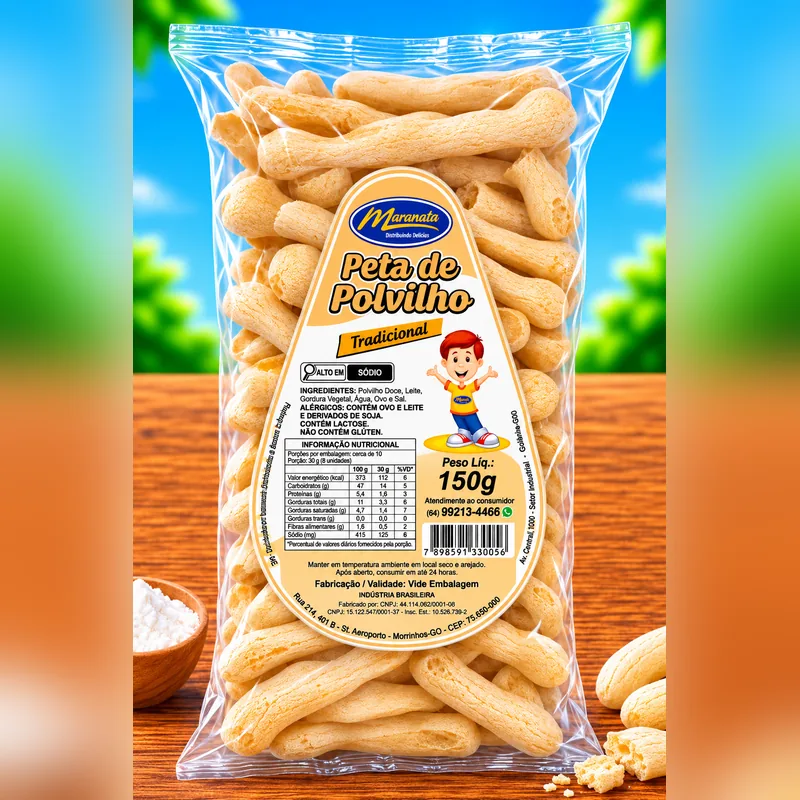 Maranata
Distribuindo Delícias
Peta de
Polvilho
Tradicional
ALTO EM SÓDIO
INGREDIENTES: Polvilho Doce, Leite,
Gordura Vegetal, Água, Ovo e Sal.
ALÉRGICOS: CONTÉM OVO E LEITE
E DERIVADOS DE SOJA.
CONTÉM LACTOSE.
NÃO CONTÉM GLÚTEN.
INFORMAÇÃO NUTRICIONAL
Porções por embalagem: cerca de 10
Porção: 30 g (8 unidades)
100 g 30 g %VD*
Valor energético (kcal) 373 112 6
Carboidratos (g) 47 14 5
Proteínas (g) 5,4 1,6 3
Gorduras totais (g) 11 3,3 6
Gorduras saturadas (g) 4,7 1,4 7
Gorduras trans (g) 0,0 0,0 0
Fibras alimentares (g) 1,6 0,5 2
Sódio (mg) 415 125 6
*Percentual de valores diários fornecidos pela porção.
Maranata
Peso Líq.:
150g
Atendimento ao consumidor
(64) 99213-4466
7 898591 330056
Manter em temperatura ambiente em local seco e arejado.
Após aberto, consumir em até 24 horas.
Fabricação / Validade: Vide Embalagem
INDÚSTRIA BRASILEIRA
Fabricado por: CNPJ: 44.114.062/0001-08
CNPJ: 15.122.547/0001-37 - Insc. Est.: 10.526.739-2
Rua 214, 401 B - St. Aeroporto - Morrinhos-GO - CEP: 75.650-000
Av. Central, 1000 - Setor Industrial -